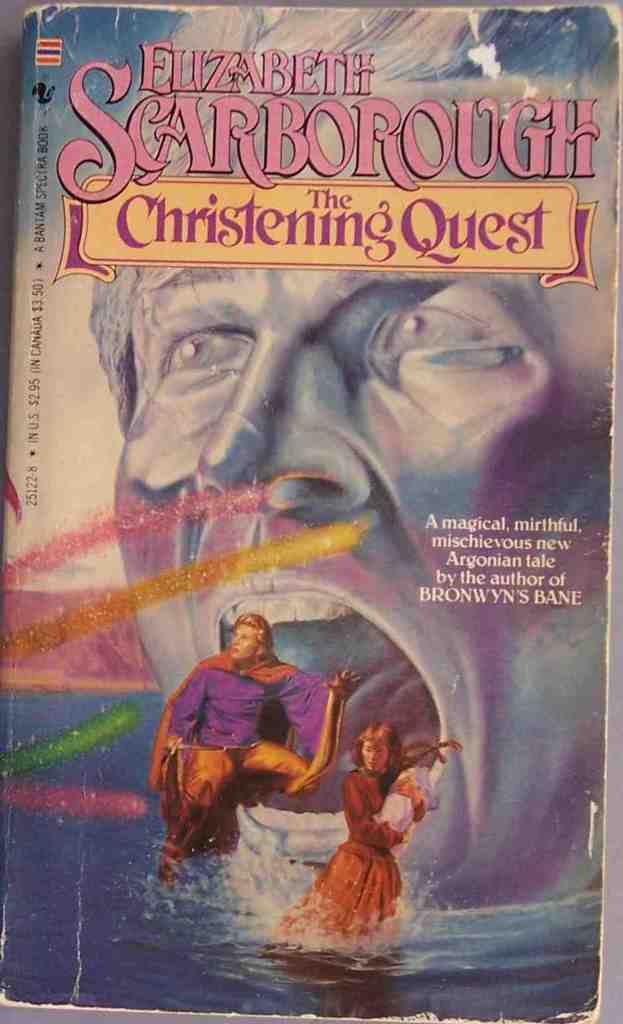 ELIZABETH
SCARBOROUGH
The
Christening Quest
A magical, mirthful,
mischievous new
Argonian tale
by the author of
BRONWYN'S BANE
25122-8 * IN U.S. $2.95 (IN CANADA $3.50) * A BANTAM SPECTRA BOOK